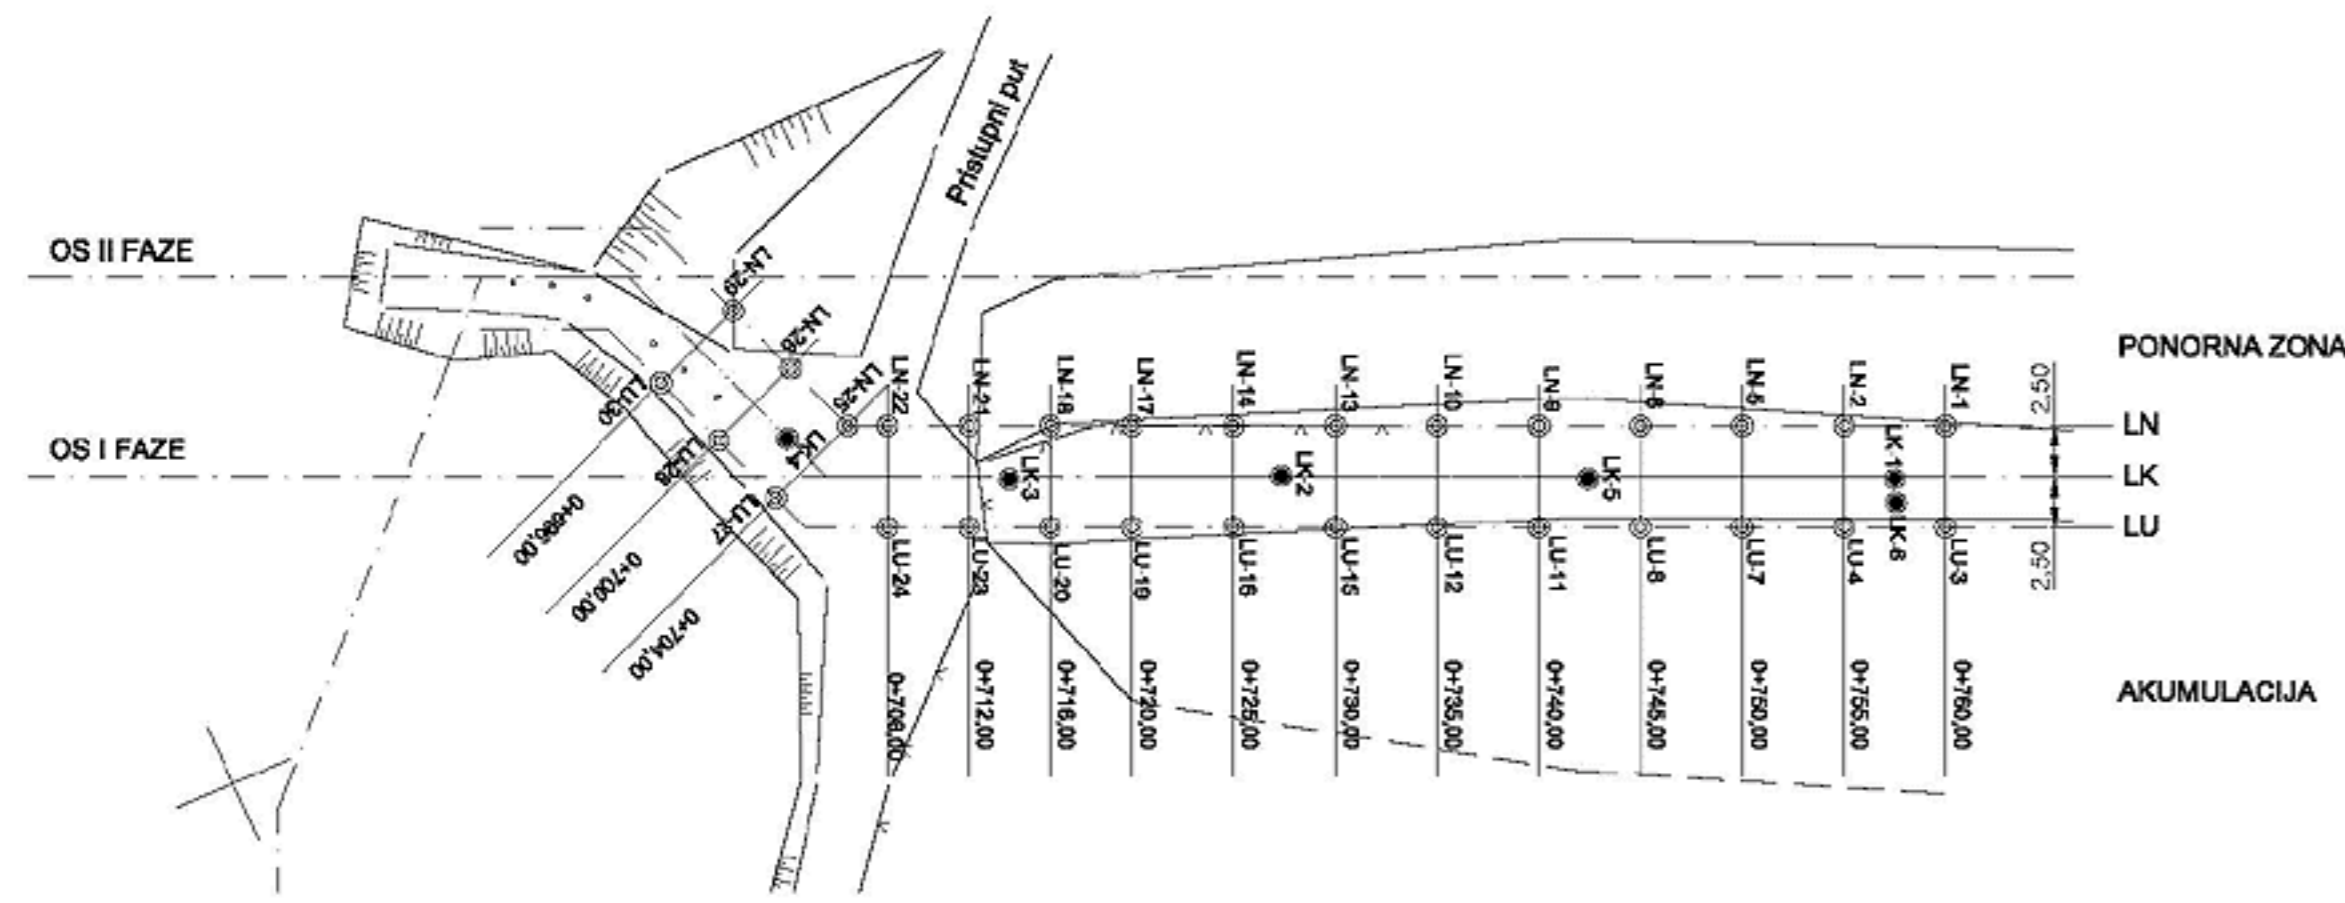 Pristupni put
OS II FAZE
OS I FAZE
PONORNA ZONA
AKUMULACIJA
LN
LK
LU
2,50
2,50
LN-29
LN-26
LN-25
LN-22
LN-21
LN-18
LN-17
LN-14
LN-13
LN-10
LN-9
LN-6
LN-5
LN-2
LN-1
LK-4
LK-3
LK-2
LK-5
LK-1
LK-6
LU-30
LU-28
LU-27
LU-24
LU-23
LU-20
LU-19
LU-16
LU-15
LU-12
LU-11
LU-8
LU-7
LU-4
LU-3
0+696,00
0+700,00
0+704,00
0+708,00
0+712,00
0+716,00
0+720,00
0+725,00
0+730,00
0+735,00
0+740,00
0+745,00
0+750,00
0+755,00
0+760,00